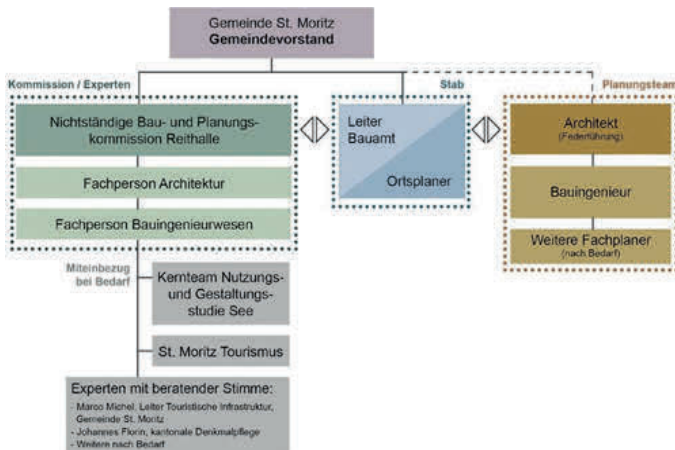 Gemeinde St. Moritz
Gemeindevorstand
Kommission / Experten
Stab
Planungsteam
Nichtständige Bau- und Planungs-
kommission Reithalle
Fachperson Architektur
Fachperson Bauingenieurwesen
Leiter
Bauamt
Ortsplaner
Architekt
(Federführung)
Bauingenieur
Weitere Fachplaner
(nach Bedarf)
Miteinbezug
bei Bedarf
Kernteam Nutzungs-
und Gestaltungs-
studie See
St. Moritz Tourismus
Experten mit beratender Stimme:
- Marco Michel, Leiter Touristische Infrastruktur,
Gemeinde St. Moritz
- Johannes Florin, kantonale Denkmalpflege
- Weitere nach Bedarf